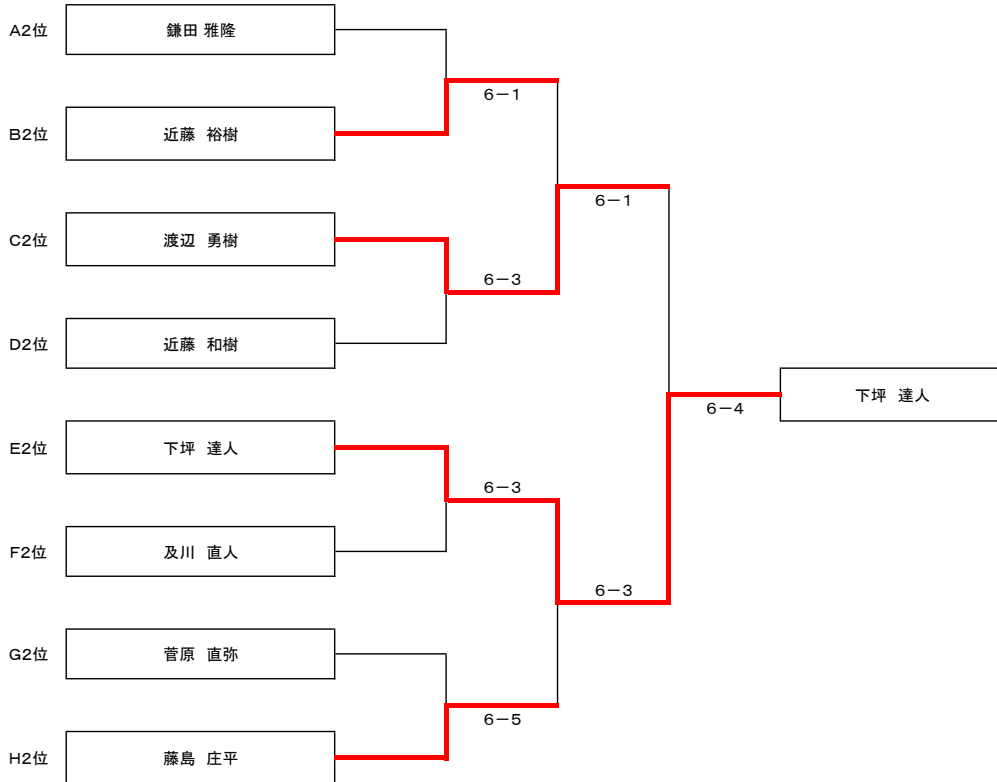 A2位 鎌田 雅隆
6−1
B2位 近藤 裕樹
6−1
C2位 渡辺 勇樹
6−3
D2位 近藤 和樹
下坪 達人
6−4
E2位 下坪 達人
6−3
F2位 及川 直人
6−3
G2位 菅原 直弥
6−5
H2位 藤島 庄平